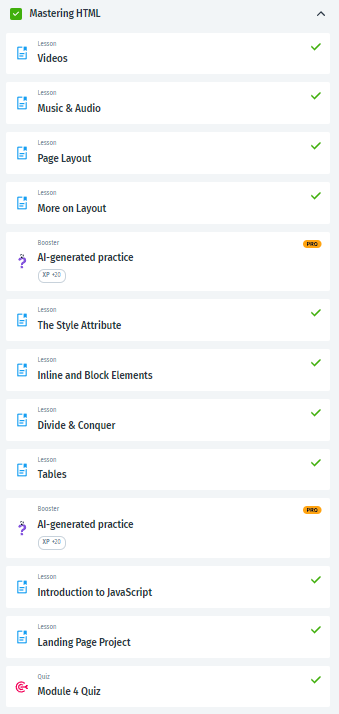 Mastering HTML
Lesson
Videos
Lesson
Music & Audio
Lesson
Page Layout
Lesson
More on Layout
Booster
PRO
AI-generated practice
XP +20
Lesson
The Style Attribute
Lesson
Inline and Block Elements
Lesson
Divide & Conquer
Lesson
Tables
Booster
PRO
AI-generated practice
XP +20
Lesson
Introduction to JavaScript
Lesson
Landing Page Project
Quiz
Module 4 Quiz